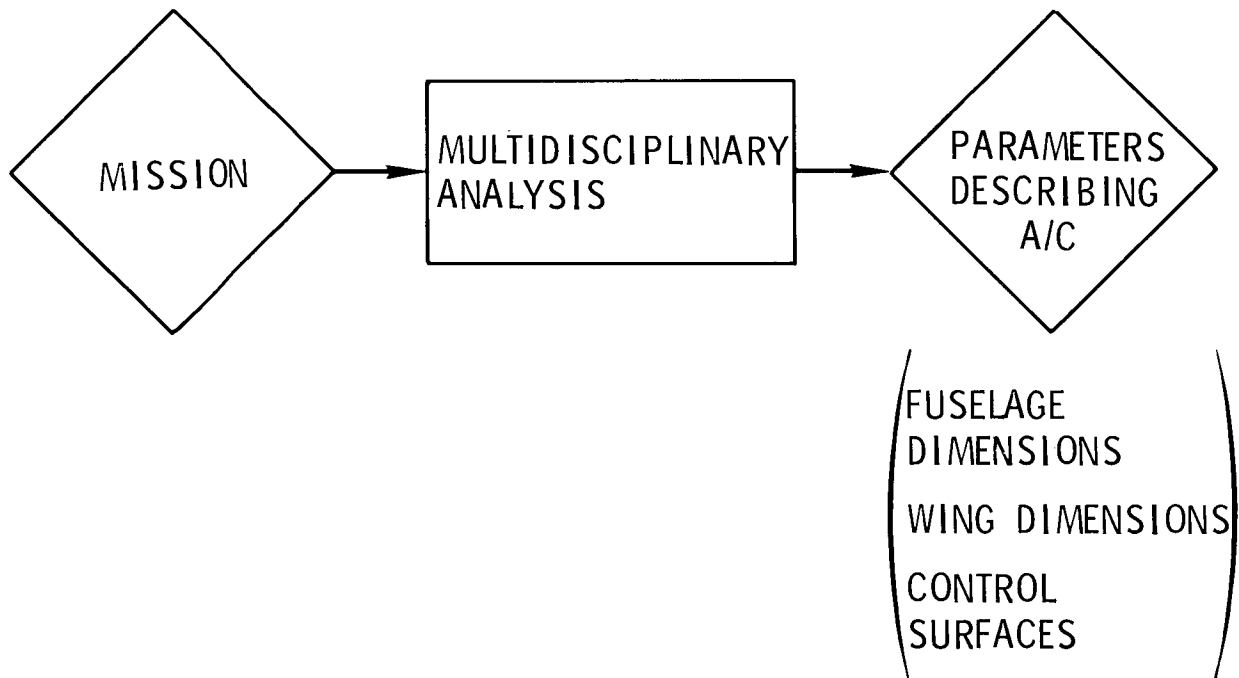 MISSION
MULTIDISCIPLINARY
ANALYSIS
PARAMETERS
DESCRIBING
A/C
FUSELAGE
DIMENSIONS
WING DIMENSIONS
CONTROL
SURFACES